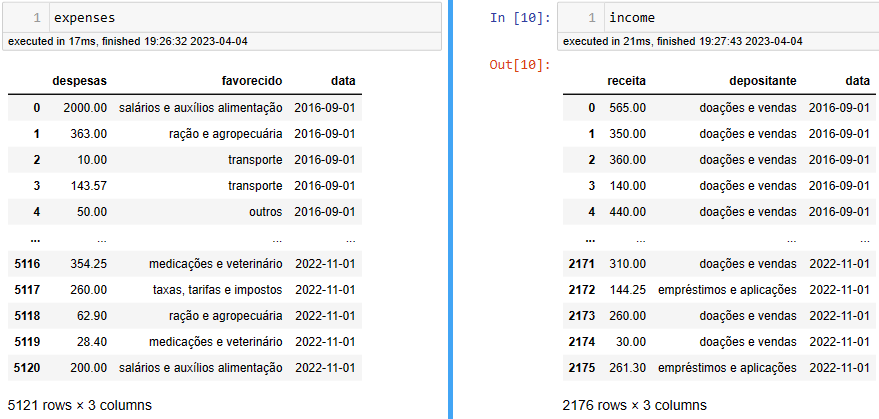 1 expenses
executed in 17ms, finished 19:26:32 2023-04-04
despesas favorecido data
0 2000.00 salários e auxílios alimentação 2016-09-01
1 363.00 ração e agropecuária 2016-09-01
2 10.00 transporte 2016-09-01
3 143.57 transporte 2016-09-01
4 50.00 outros 2016-09-01
... ... ... ...
5116 354.25 medicações e veterinário 2022-11-01
5117 260.00 taxas, tarifas e impostos 2022-11-01
5118 62.90 ração e agropecuária 2022-11-01
5119 28.40 medicações e veterinário 2022-11-01
5120 200.00 salários e auxílios alimentação 2022-11-01
5121 rows × 3 columns
In [10]: 1 income
executed in 21ms, finished 19:27:43 2023-04-04
Out[10]:
receita depositante data
0 565.00 doações e vendas 2016-09-01
1 350.00 doações e vendas 2016-09-01
2 360.00 doações e vendas 2016-09-01
3 140.00 doações e vendas 2016-09-01
4 440.00 doações e vendas 2016-09-01
... ... ... ...
2171 310.00 doações e vendas 2022-11-01
2172 144.25 empréstimos e aplicações 2022-11-01
2173 260.00 doações e vendas 2022-11-01
2174 30.00 doações e vendas 2022-11-01
2175 261.30 empréstimos e aplicações 2022-11-01
2176 rows × 3 columns